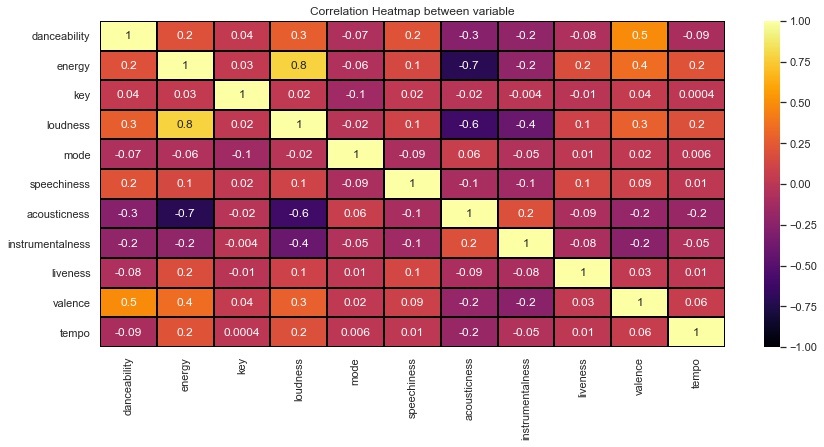 Correlation Heatmap between variable
danceability 1 0.2 0.04 0.3 -0.07 0.2 -0.3 -0.2 -0.08 0.5 -0.09
energy 0.2 1 0.03 0.8 -0.06 0.1 -0.7 -0.2 0.2 0.4 0.2
key 0.04 0.03 1 0.02 -0.1 0.02 -0.02 -0.004 -0.01 0.04 0.0004
loudness 0.3 0.8 0.02 1 -0.02 0.1 -0.6 -0.4 0.1 0.3 0.2
mode -0.07 -0.06 -0.1 -0.02 1 -0.09 0.06 -0.05 0.01 0.02 0.006
speechiness 0.2 0.1 0.02 0.1 -0.09 1 -0.1 -0.1 0.1 0.09 0.01
acousticness -0.3 -0.7 -0.02 -0.6 0.06 -0.1 1 0.2 -0.09 -0.2 -0.2
instrumentalness -0.2 -0.2 -0.004 -0.4 -0.05 -0.1 0.2 1 -0.08 -0.2 -0.05
liveness -0.08 0.2 -0.01 0.1 0.01 0.1 -0.09 -0.08 1 0.03 0.01
valence 0.5 0.4 0.04 0.3 0.02 0.09 -0.2 -0.2 0.03 1 0.06
tempo -0.09 0.2 0.0004 0.2 0.006 0.01 -0.2 -0.05 0.01 0.06 1
danceability
energy
key
loudness
mode
speechiness
acousticness
instrumentalness
liveness
valence
tempo
1.00
0.75
0.50
0.25
0.00
−0.25
−0.50
−0.75
−1.00